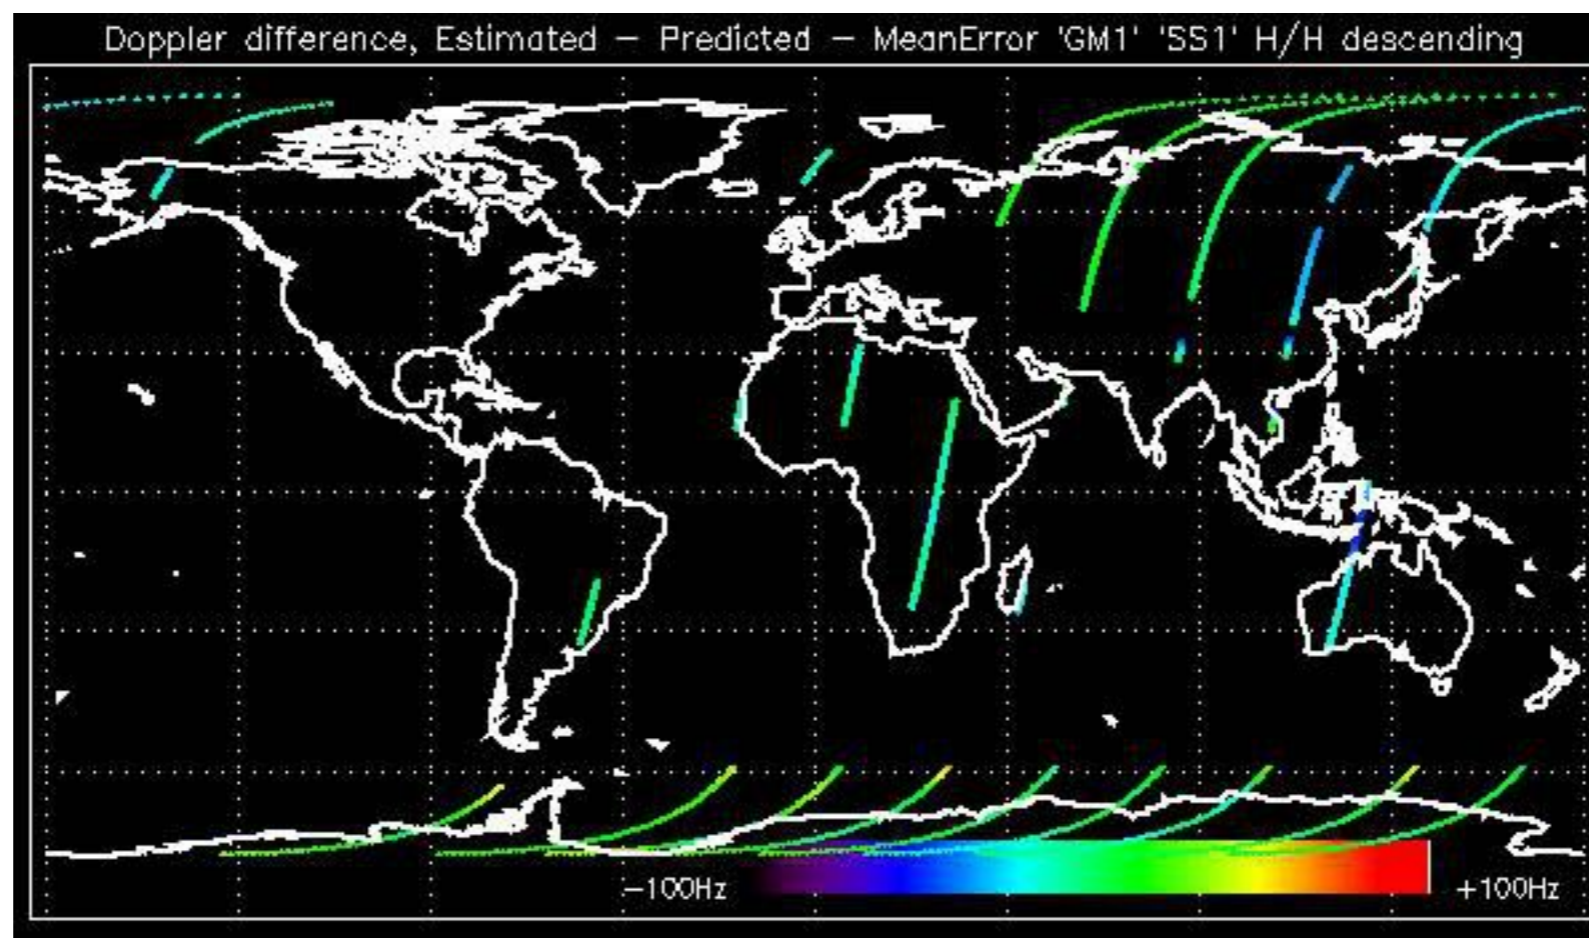 Doppler difference, Estimated – Predicted – MeanError 'GM1' 'SS1' H/H descending
–100Hz +100Hz